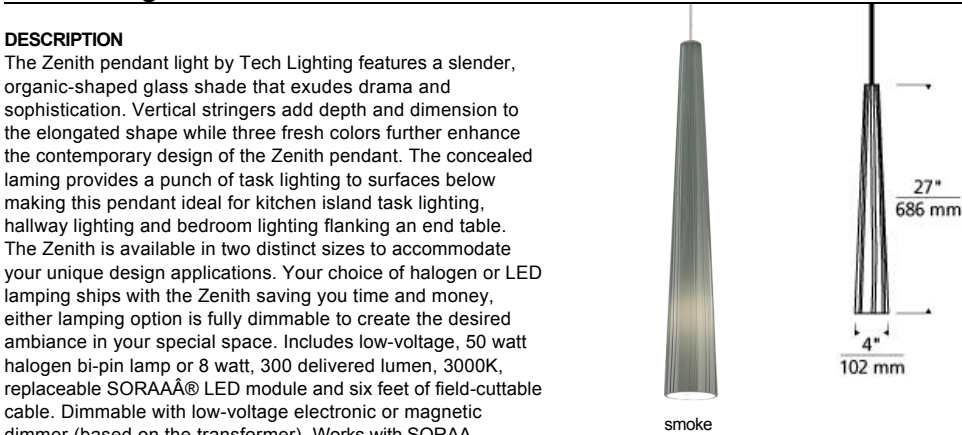 DESCRIPTION
The Zenith pendant light by Tech Lighting features a slender,
organic-shaped glass shade that exudes drama and
sophistication. Vertical stringers add depth and dimension to
the elongated shape while three fresh colors further enhance
the contemporary design of the Zenith pendant. The concealed
laming provides a punch of task lighting to surfaces below
making this pendant ideal for kitchen island task lighting,
hallway lighting and bedroom lighting flanking an end table.
The Zenith is available in two distinct sizes to accommodate
your unique design applications. Your choice of halogen or LED
lamping ships with the Zenith saving you time and money,
either lamping option is fully dimmable to create the desired
ambiance in your special space. Includes low-voltage, 50 watt
halogen bi-pin lamp or 8 watt, 300 delivered lumen, 3000K,
replaceable SORAAÂ® LED module and six feet of field-cuttable
cable. Dimmable with low-voltage electronic or magnetic
dimmer (based on the transformer). Works with SORAA
27"
686 mm
4"
102 mm
smoke